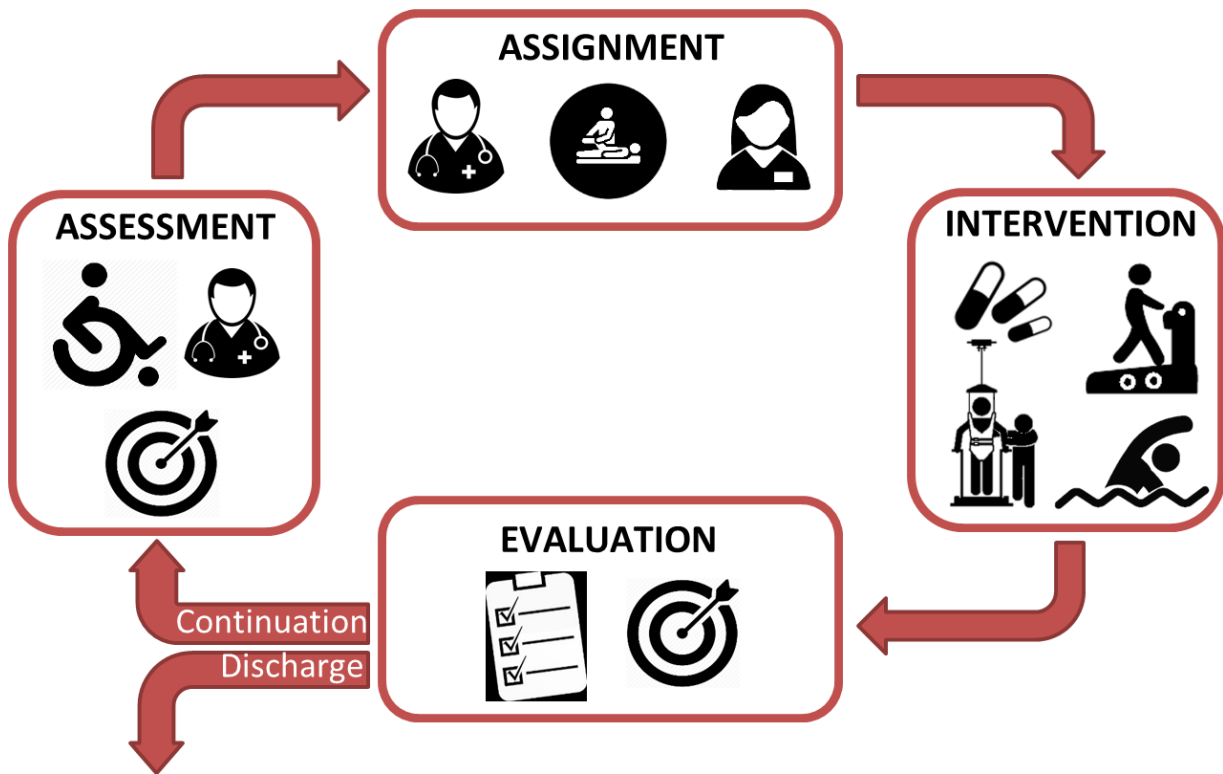 ASSIGNMENT
ASSESSMENT
INTERVENTION
EVALUATION
Continuation
Discharge